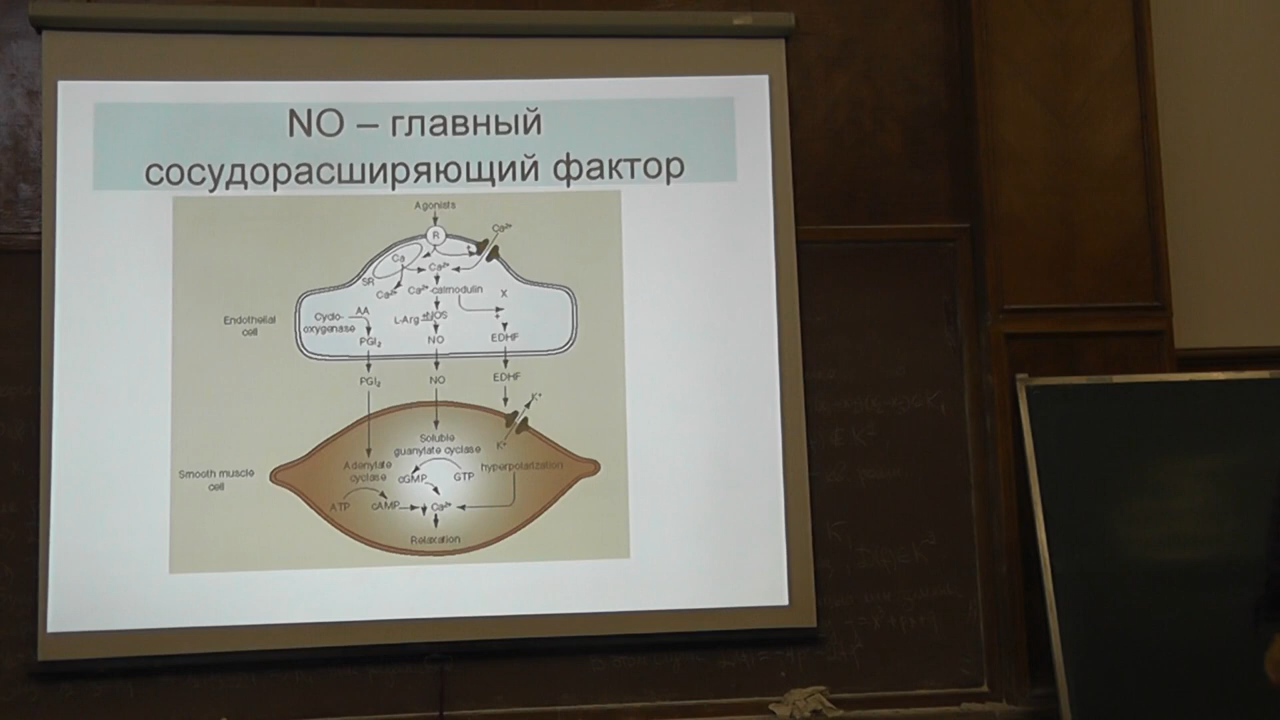 NO – главный
сосудорасширяющий фактор
Agonists
R
Ca²⁺
Ca
Ca²⁺
SR
Ca²⁺
Ca²⁺-calmodulin
X
+
Cyclo-
oxygenase
AA
L-Arg
NOS
Endothelial
cell
PGI₂
NO
EDHF
PGI₂
NO
EDHF
K⁺
K⁺
Soluble
guanylate cyclase
Adenylate
cyclase
cGMP
GTP
hyperpolarization
Smooth muscle
cell
ATP
cAMP
Ca²⁺
Relaxation